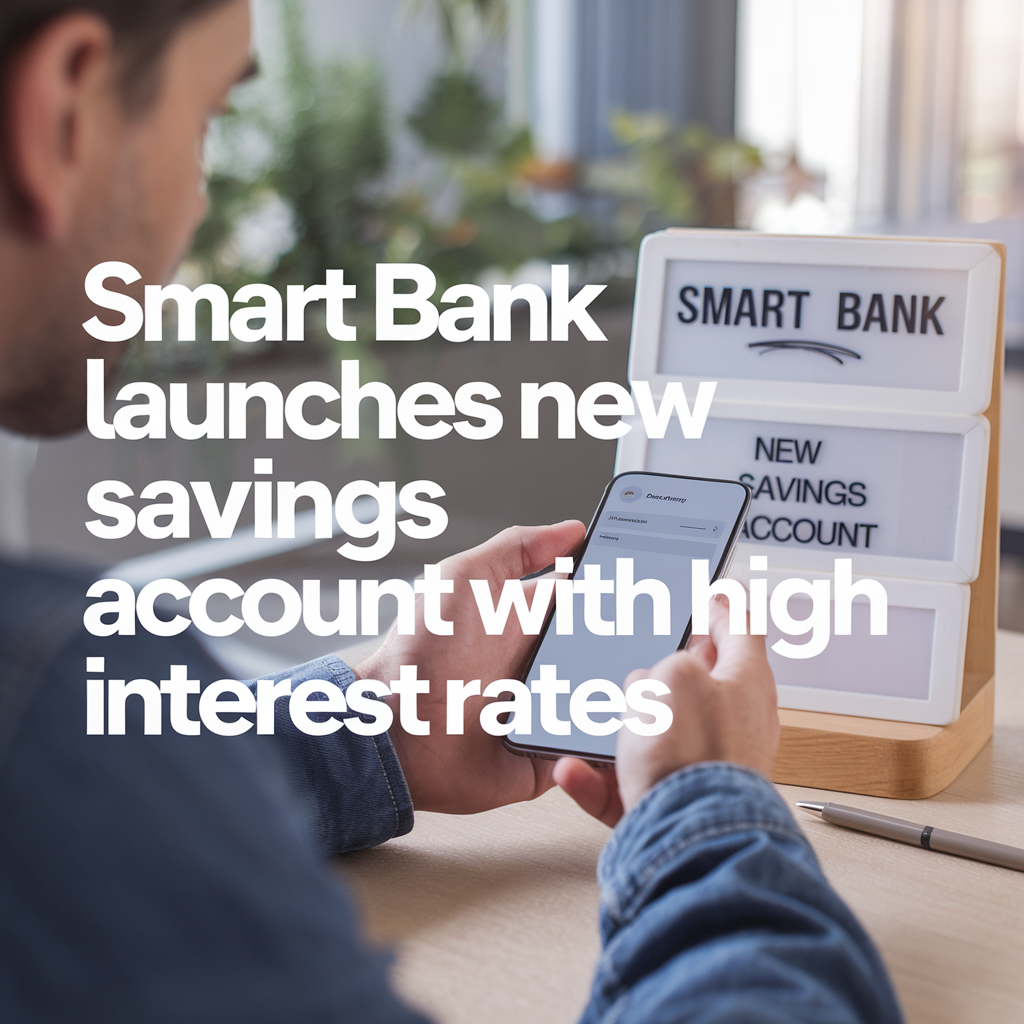 Smart Bank
launches new
savings
account with high
interest rates
SMART BANK
NEW
SAVINGS
ACCOUNT